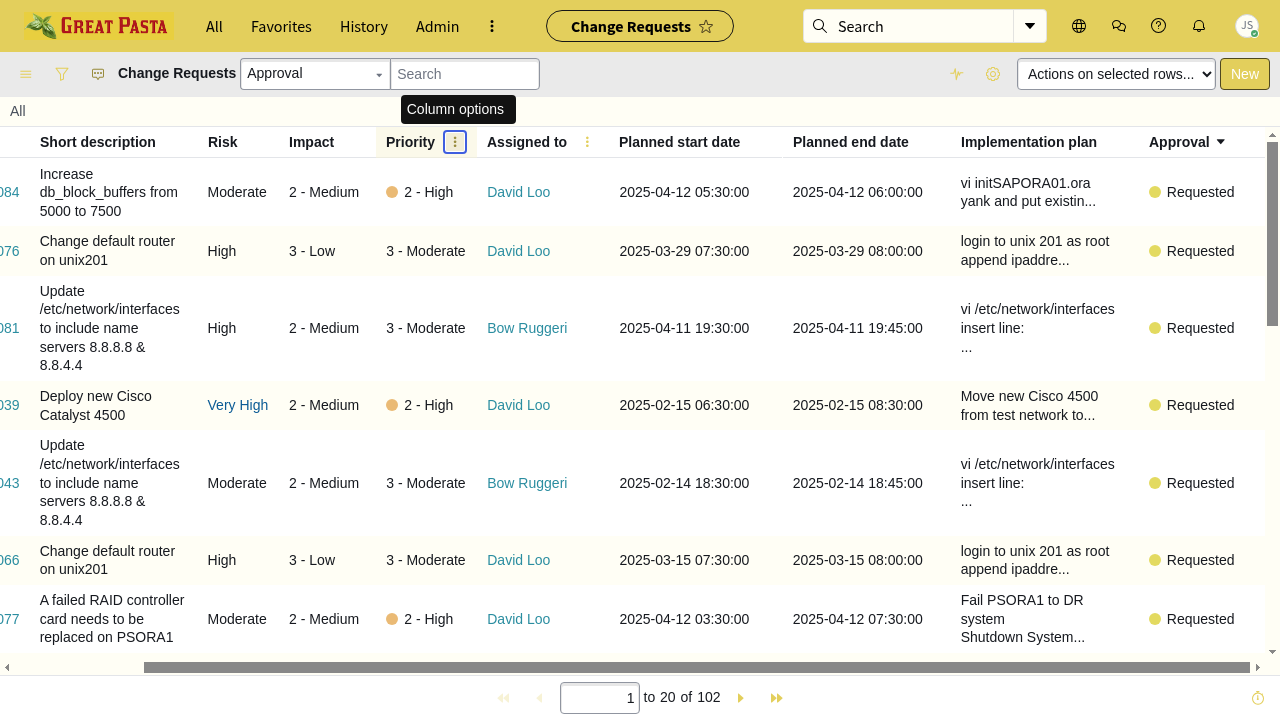 GREAT PASTA All Favorites History Admin Change Requests Search JS
Change Requests Approval Search Actions on selected rows... New
Column options
All
Short description Risk Impact Priority Assigned to Planned start date Planned end date Implementation plan Approval
084 Increase db_block_buffers from 5000 to 7500 Moderate 2 - Medium 2 - High David Loo 2025-04-12 05:30:00 2025-04-12 06:00:00 vi initSAPORA01.ora yank and put existin... Requested
076 Change default router on unix201 High 3 - Low 3 - Moderate David Loo 2025-03-29 07:30:00 2025-03-29 08:00:00 login to unix 201 as root append ipaddre... Requested
081 Update /etc/network/interfaces to include name servers 8.8.8.8 & 8.8.4.4 High 2 - Medium 3 - Moderate Bow Ruggeri 2025-04-11 19:30:00 2025-04-11 19:45:00 vi /etc/network/interfaces insert line: ... Requested
039 Deploy new Cisco Catalyst 4500 Very High 2 - Medium 2 - High David Loo 2025-02-15 06:30:00 2025-02-15 08:30:00 Move new Cisco 4500 from test network to... Requested
043 Update /etc/network/interfaces to include name servers 8.8.8.8 & 8.8.4.4 Moderate 2 - Medium 3 - Moderate Bow Ruggeri 2025-02-14 18:30:00 2025-02-14 18:45:00 vi /etc/network/interfaces insert line: ... Requested
066 Change default router on unix201 High 3 - Low 3 - Moderate David Loo 2025-03-15 07:30:00 2025-03-15 08:00:00 login to unix 201 as root append ipaddre... Requested
077 A failed RAID controller card needs to be replaced on PSORA1 Moderate 2 - Medium 2 - High David Loo 2025-04-12 03:30:00 2025-04-12 07:30:00 Fail PSORA1 to DR system Shutdown System... Requested
1 to 20 of 102